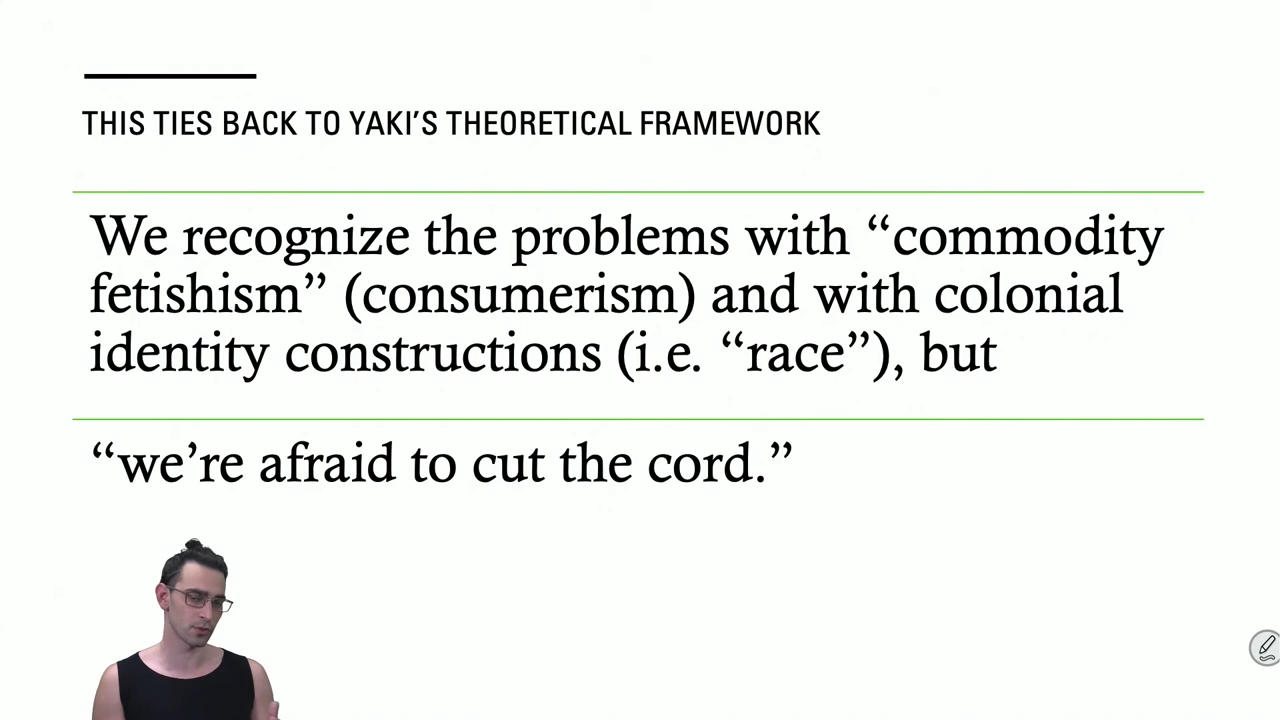 THIS TIES BACK TO YAKI’S THEORETICAL FRAMEWORK
We recognize the problems with “commodity
fetishism” (consumerism) and with colonial
identity constructions (i.e. “race”), but
“we’re afraid to cut the cord.”